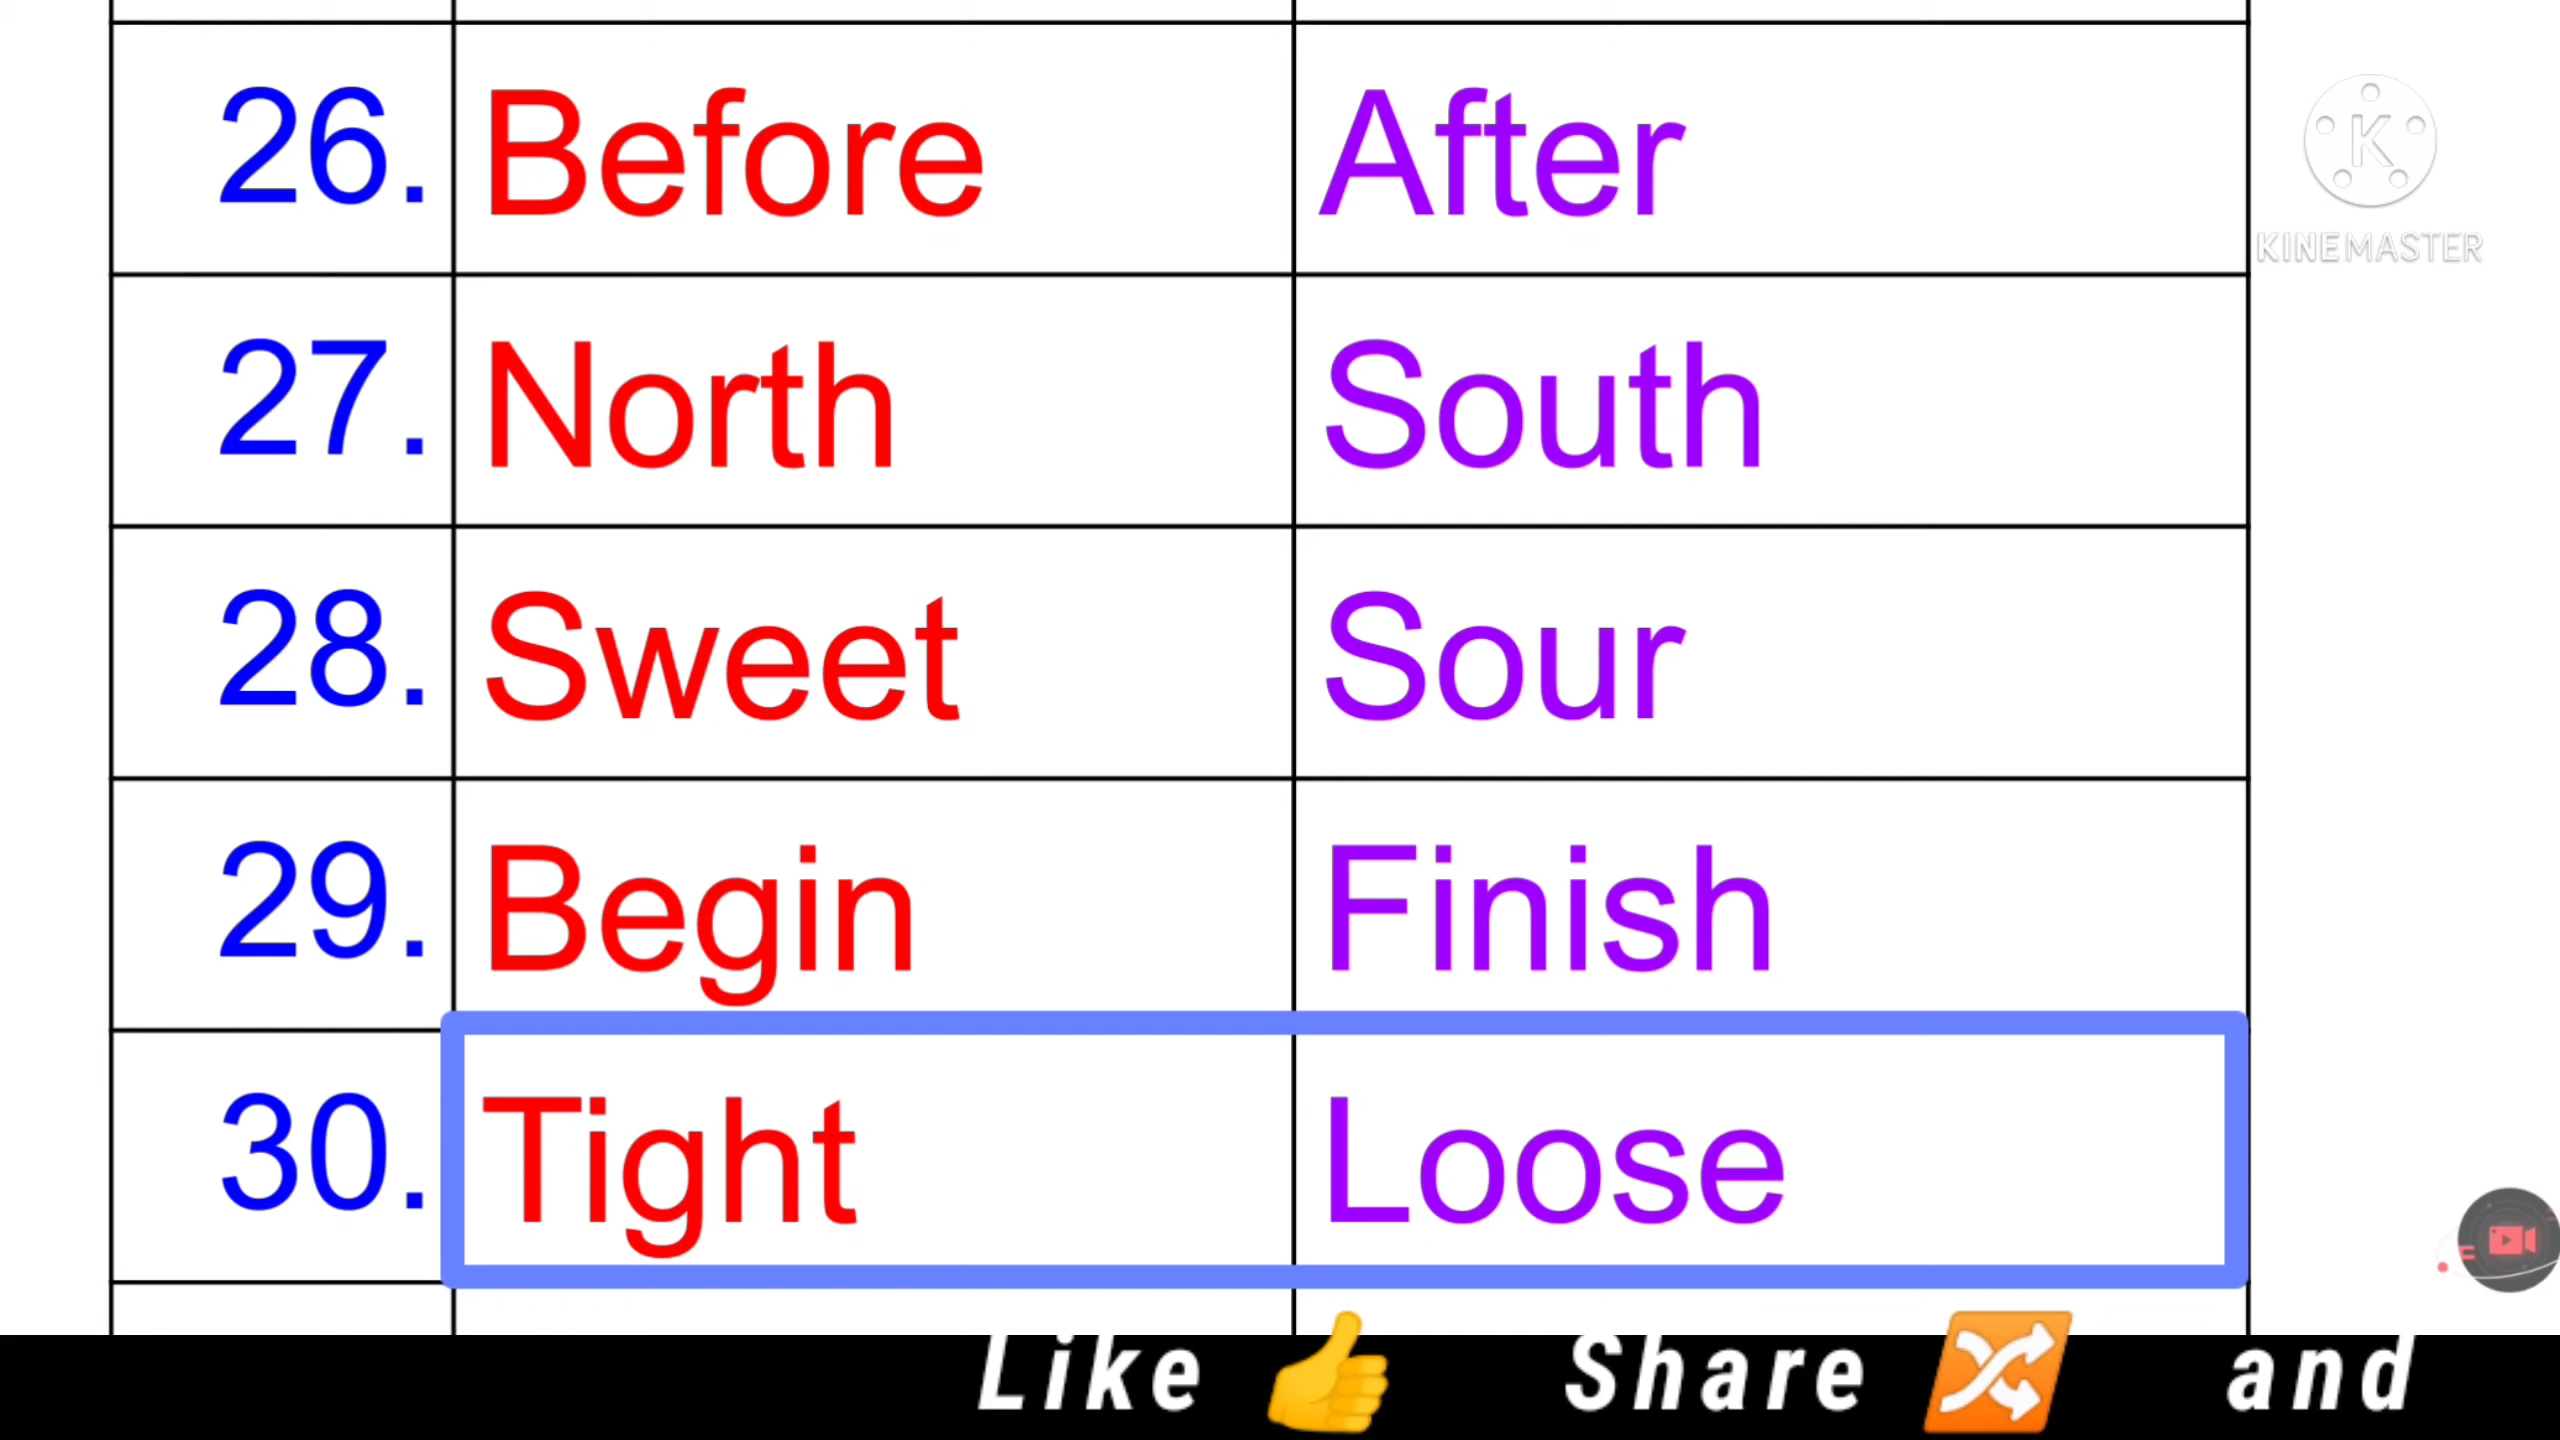 26. Before After
K
KINEMASTER
27. North South
28. Sweet Sour
29. Begin Finish
30. Tight Loose
Like 👍 Share 🔀 and